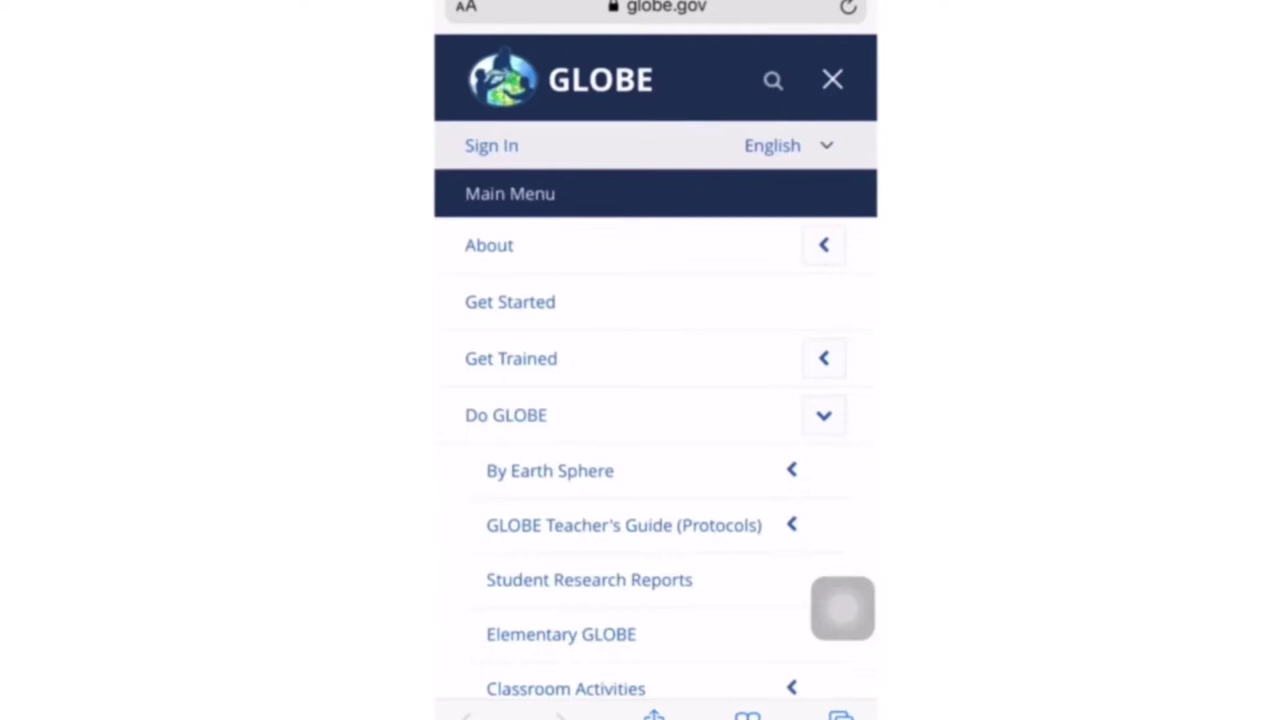 AA globe.gov
GLOBE
Sign In English
Main Menu
About
Get Started
Get Trained
Do GLOBE
By Earth Sphere
GLOBE Teacher's Guide (Protocols)
Student Research Reports
Elementary GLOBE
Classroom Activities